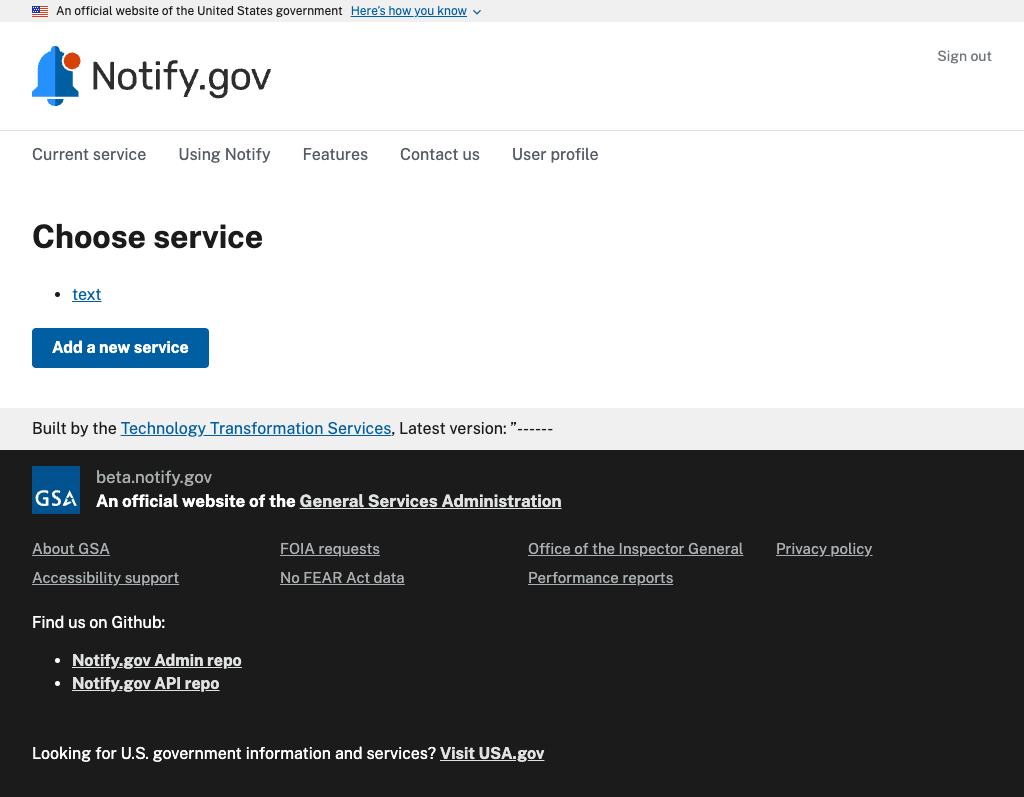 An official website of the United States government Here's how you know
Notify.gov
Sign out
Current service Using Notify Features Contact us User profile
Choose service
text
Add a new service
Built by the Technology Transformation Services, Latest version: ”------
GSA
beta.notify.gov
An official website of the General Services Administration
About GSA FOIA requests Office of the Inspector General Privacy policy
Accessibility support No FEAR Act data Performance reports
Find us on Github:
Notify.gov Admin repo
Notify.gov API repo
Looking for U.S. government information and services? Visit USA.gov